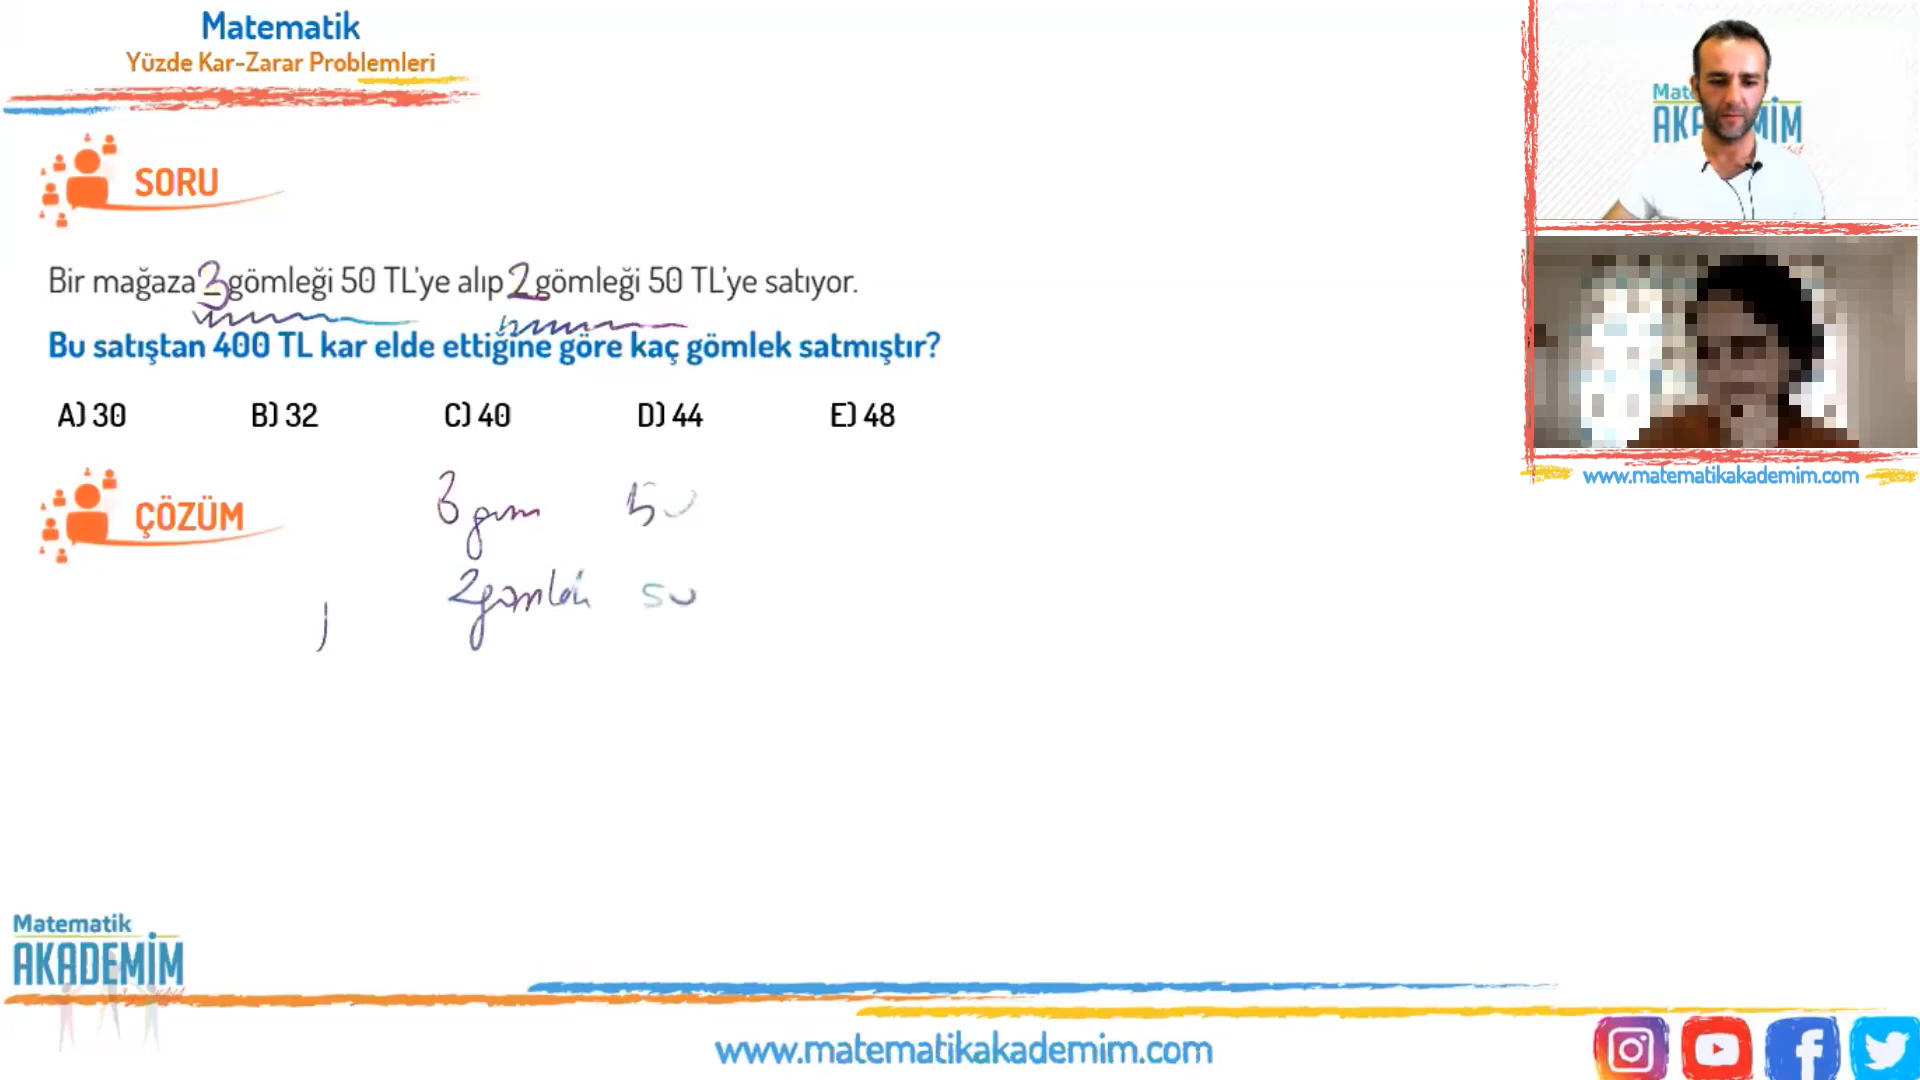 Matematik
Yüzde Kar-Zarar Problemleri
SORU
Bir mağaza 3 gömleği 50 TL'ye alıp 2 gömleği 50 TL'ye satıyor.
Bu satıştan 400 TL kar elde ettiğine göre kaç gömlek satmıştır?
A) 30 B) 32 C) 40 D) 44 E) 48
ÇÖZÜM
3 göm 50
2 gömlek 50
AKADEMİM
www.matematikakademim.com
Matematik
AKADEMİM
www.matematikakademim.com